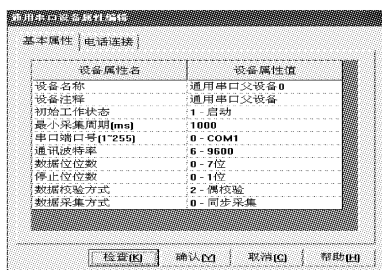 通用串口设备属性编辑
基本属性 电话连接
设备属性名 设备属性值
设备名称 通用串口父设备0
设备注释 通用串口父设备
初始工作状态 1 - 启动
最小采集周期(ms) 1000
串口端口号(1~255) 0 - COM1
通讯波特率 6 - 9600
数据位位数 0 - 7位
停止位位数 0 - 1位
数据校验方式 2 - 偶校验
数据采集方式 0 - 同步采集
检查(K) 确认(Y) 取消(C) 帮助(H)